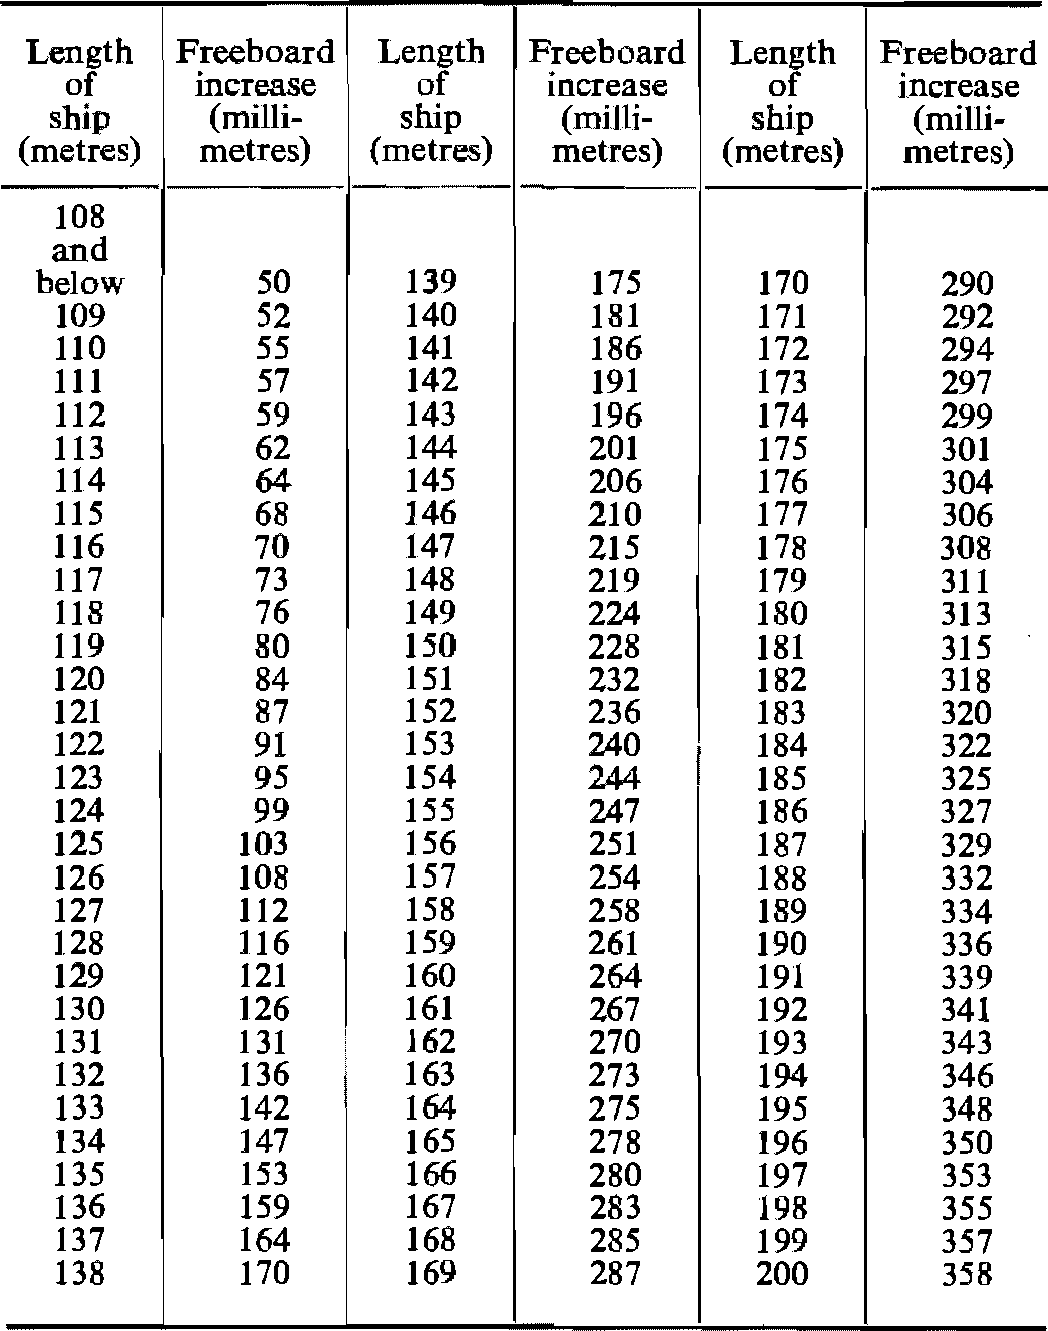 Length Freeboard Length Freeboard Length Freeboard
of increase of increase of increase
ship (milli- ship (milli- ship (milli-
(metres) metres) (metres) metres) (metres) metres)
108
and
below 50 139 175 170 290
109 52 140 181 171 292
110 55 141 186 172 294
111 57 142 191 173 297
112 59 143 196 174 299
113 62 144 201 175 301
114 64 145 206 176 304
115 68 146 210 177 306
116 70 147 215 178 308
117 73 148 219 179 311
118 76 149 224 180 313
119 80 150 228 181 315
120 84 151 232 182 318
121 87 152 236 183 320
122 91 153 240 184 322
123 95 154 244 185 325
124 99 155 247 186 327
125 103 156 251 187 329
126 108 157 254 188 332
127 112 158 258 189 334
128 116 159 261 190 336
129 121 160 264 191 339
130 126 161 267 192 341
131 131 162 270 193 343
132 136 163 273 194 346
133 142 164 275 195 348
134 147 165 278 196 350
135 153 166 280 197 353
136 159 167 283 198 355
137 164 168 285 199 357
138 170 169 287 200 358